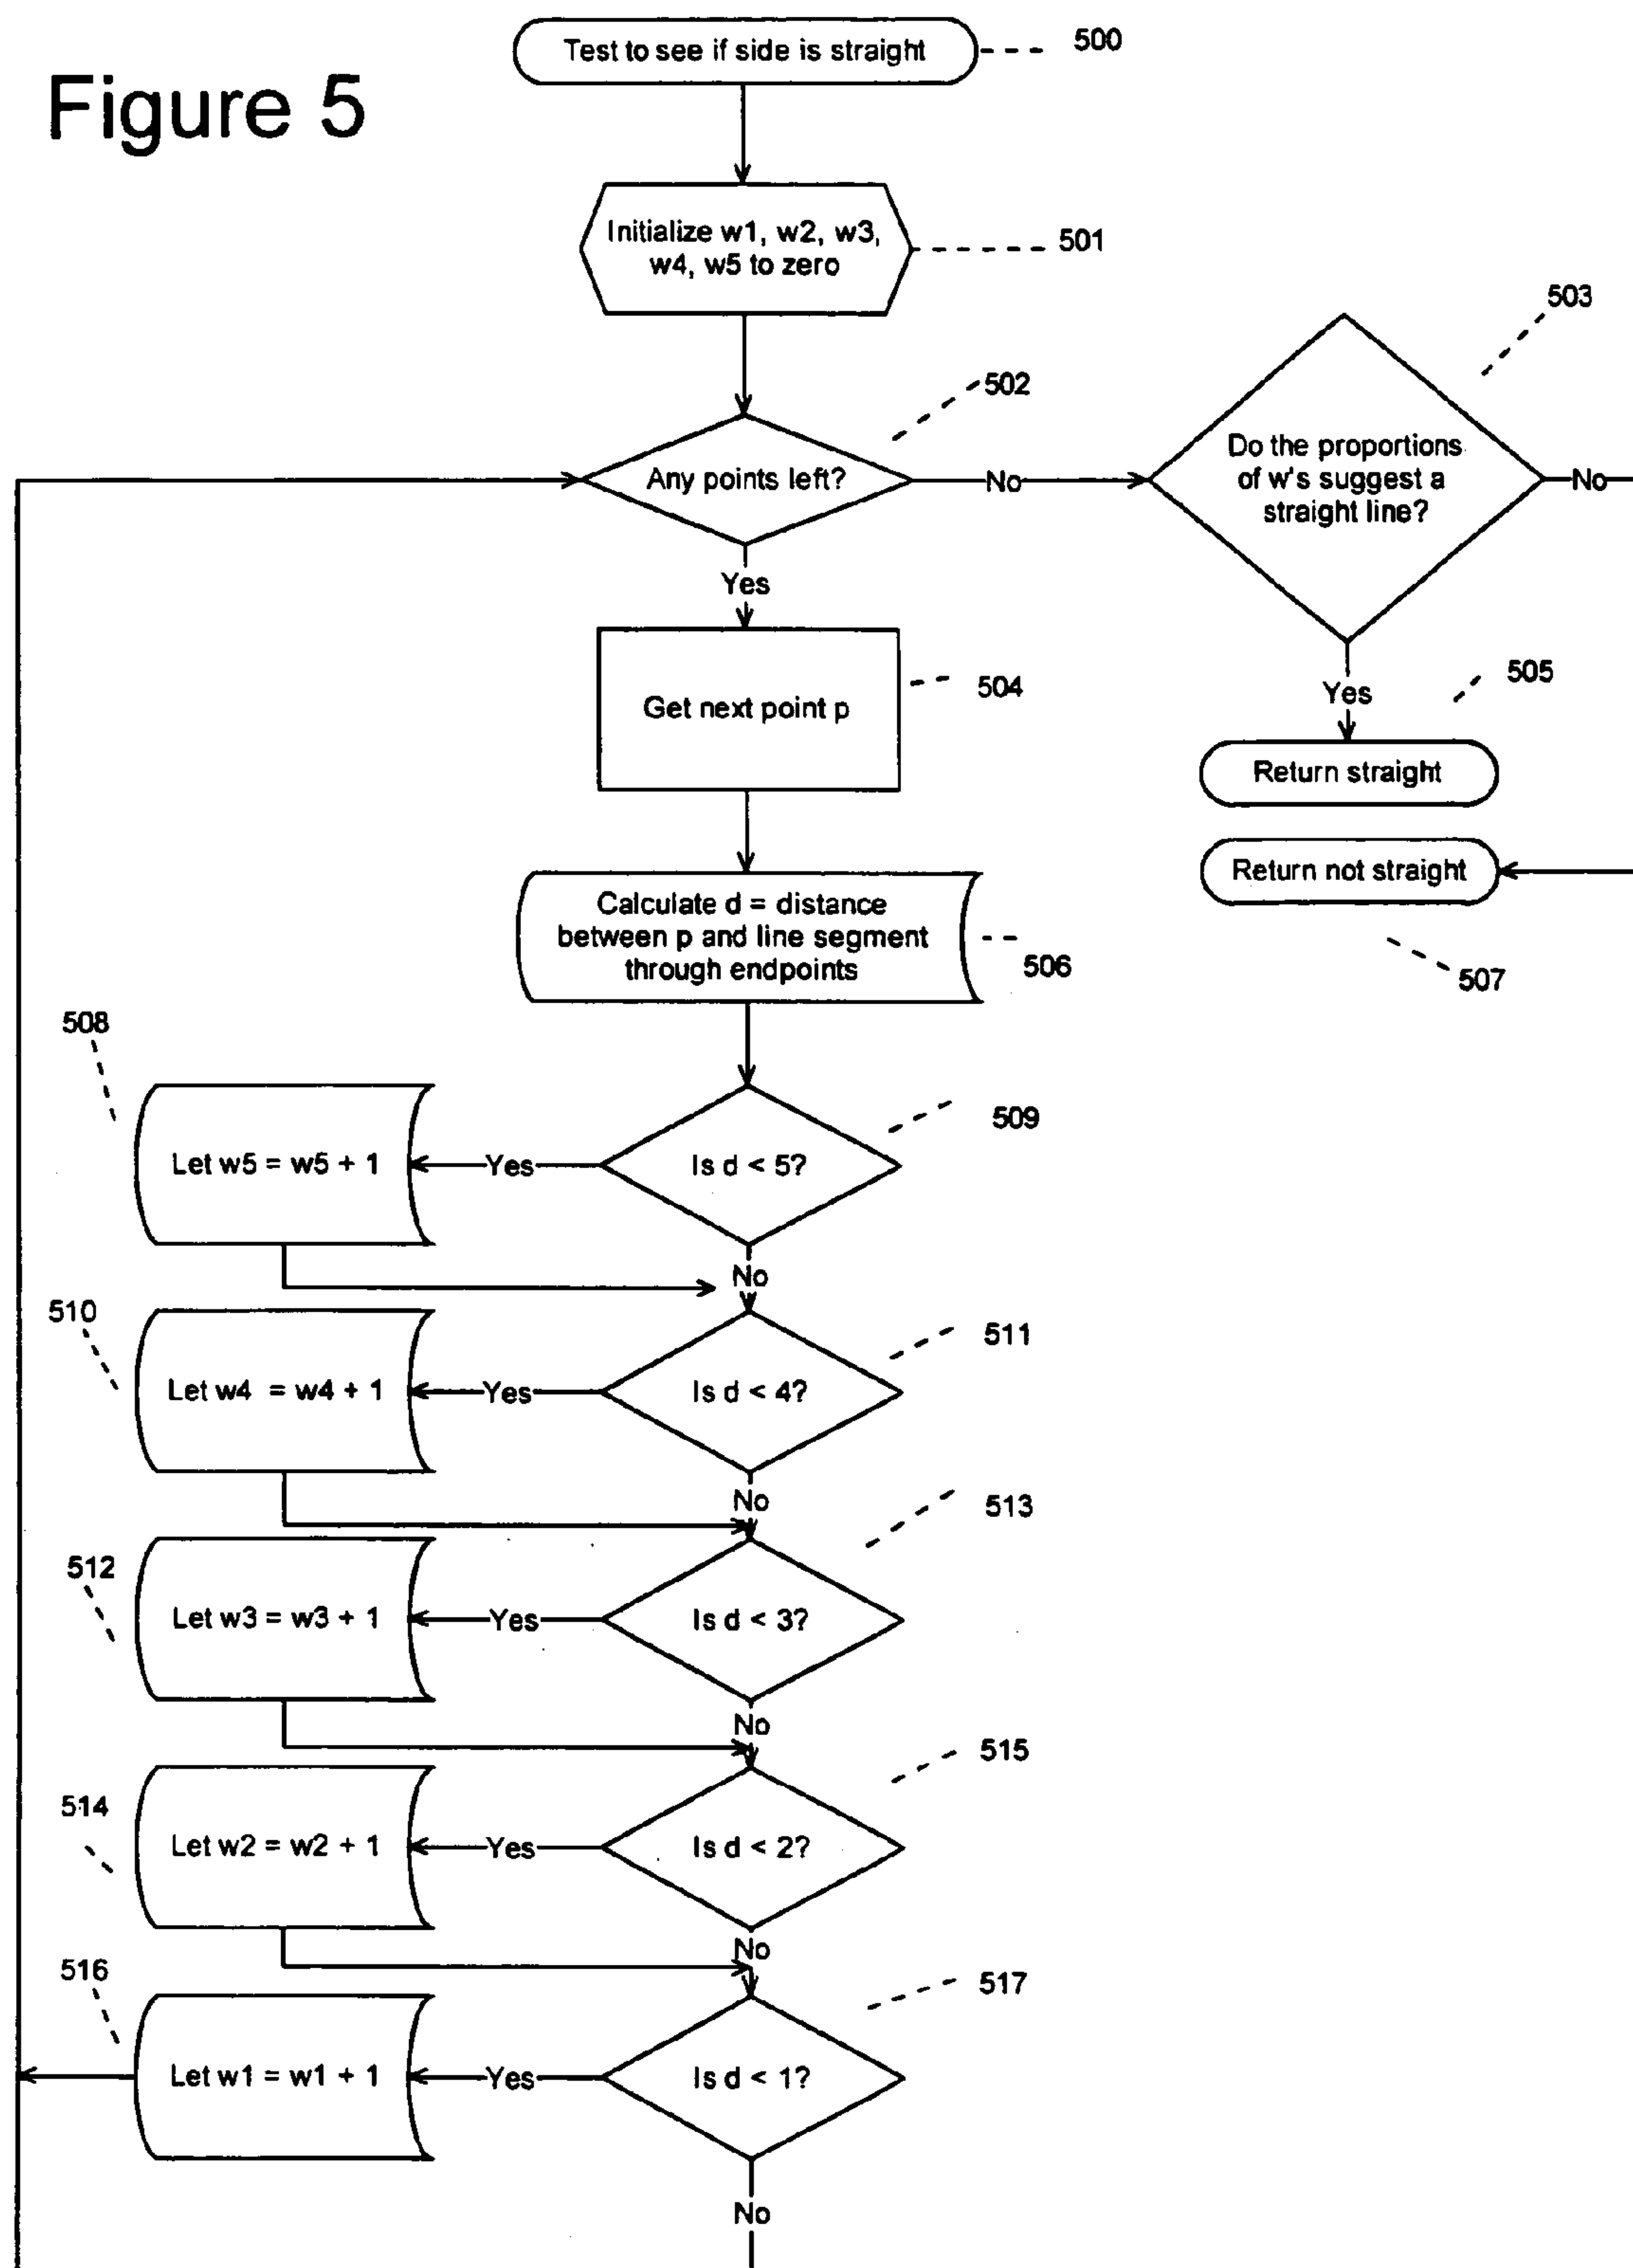 Figure 5
Test to see if side is straight
500
Initialize w1, w2, w3,
w4, w5 to zero
501
502
503
Any points left?
No
Do the proportions
of w's suggest a
straight line?
No
Yes
Yes
504
505
Get next point p
Return straight
Return not straight
Calculate d = distance
between p and line segment
through endpoints
506
507
508
Let w5 = w5 + 1
Yes
Is d < 5?
509
No
510
Let w4 = w4 + 1
Yes
Is d < 4?
511
No
512
Let w3 = w3 + 1
Yes
Is d < 3?
513
No
514
Let w2 = w2 + 1
Yes
Is d < 2?
515
No
516
Let w1 = w1 + 1
Yes
Is d < 1?
517
No